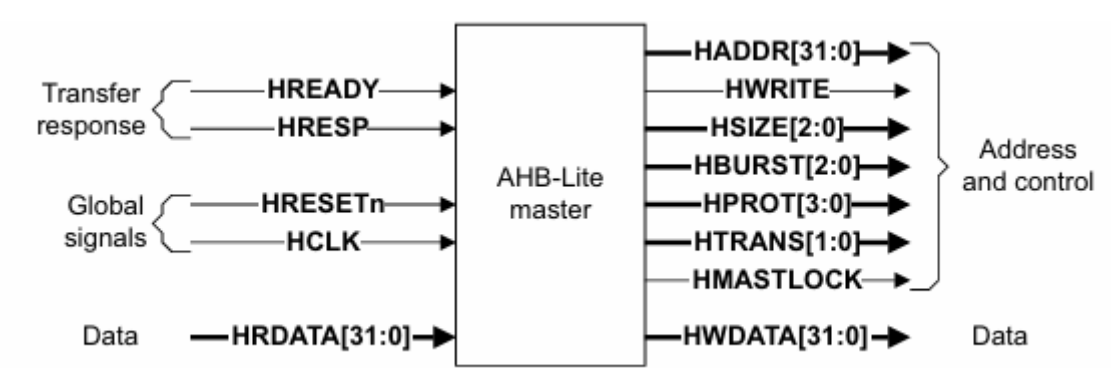 Transfer
response
HREADY
HRESP
Global
signals
HRESETn
HCLK
Data
HRDATA[31:0]
AHB-Lite
master
HADDR[31:0]
HWRITE
HSIZE[2:0]
HBURST[2:0]
HPROT[3:0]
HTRANS[1:0]
HMASTLOCK
Address
and control
HWDATA[31:0]
Data